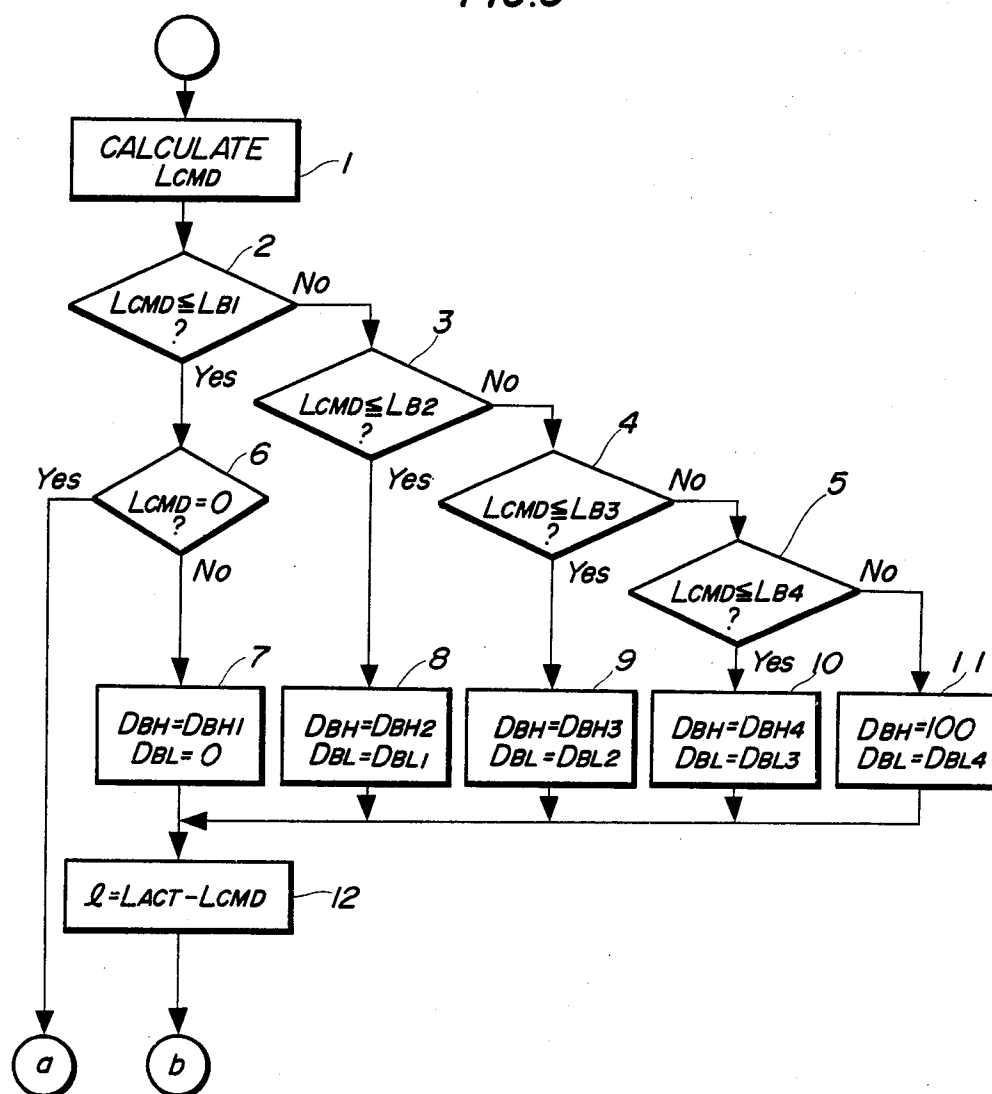 CALCULATE
LCMD
1
2
LCMD≦LB1
?
No
Yes
3
LCMD≦LB2
?
No
Yes
4
LCMD≦LB3
?
No
Yes
5
LCMD≦LB4
?
No
Yes
6
Yes
LCMD=0
?
No
7
DBH=DBH1
DBL=0
8
DBH=DBH2
DBL=DBL1
9
DBH=DBH3
DBL=DBL2
10
DBH=DBH4
DBL=DBL3
11
DBH=100
DBL=DBL4
ℓ=LACT-LCMD
12
a
b